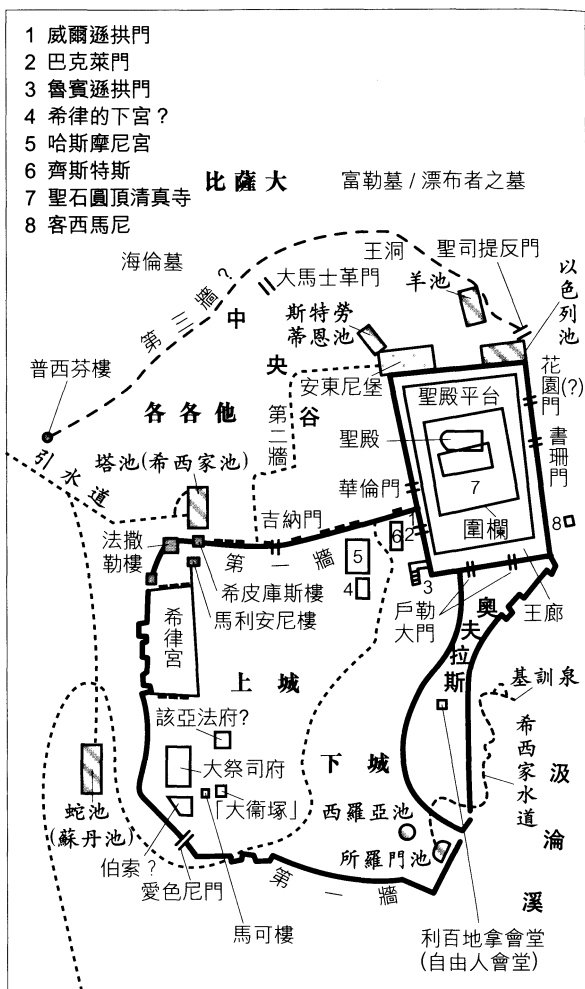 1 威爾遜拱門
2 巴克萊門
3 魯賓遜拱門
4 希律的下宮？
5 哈斯摩尼宮
6 齊斯特斯
7 聖石圓頂清真寺
8 客西馬尼
比薩大
富勒墓 / 漂布者之墓
海倫墓
王洞
聖司提反門
大馬士革門
羊池
以色列池
第三牆？
中央谷
斯特勞
蒂恩池
安東尼堡
聖殿平台
花園(?)門
普西芬樓
各各他
第二牆
聖殿
書珊門
引水道
塔池(希西家池)
華倫門
7
吉納門
圍欄
8
法撒
勒樓
第一牆
1
6
2
5
希皮庫斯樓
4
3
馬利安尼樓
戶勒
大門
王廊
希律宮
奧夫拉斯
上城
基訓泉
該亞法府?
希西家水道
汲淪溪
大祭司府
下城
「大衞塚」
西羅亞池
蛇池
(蘇丹池)
所羅門池
伯索？
愛色尼門
第一牆
馬可樓
利百地拿會堂
(自由人會堂)